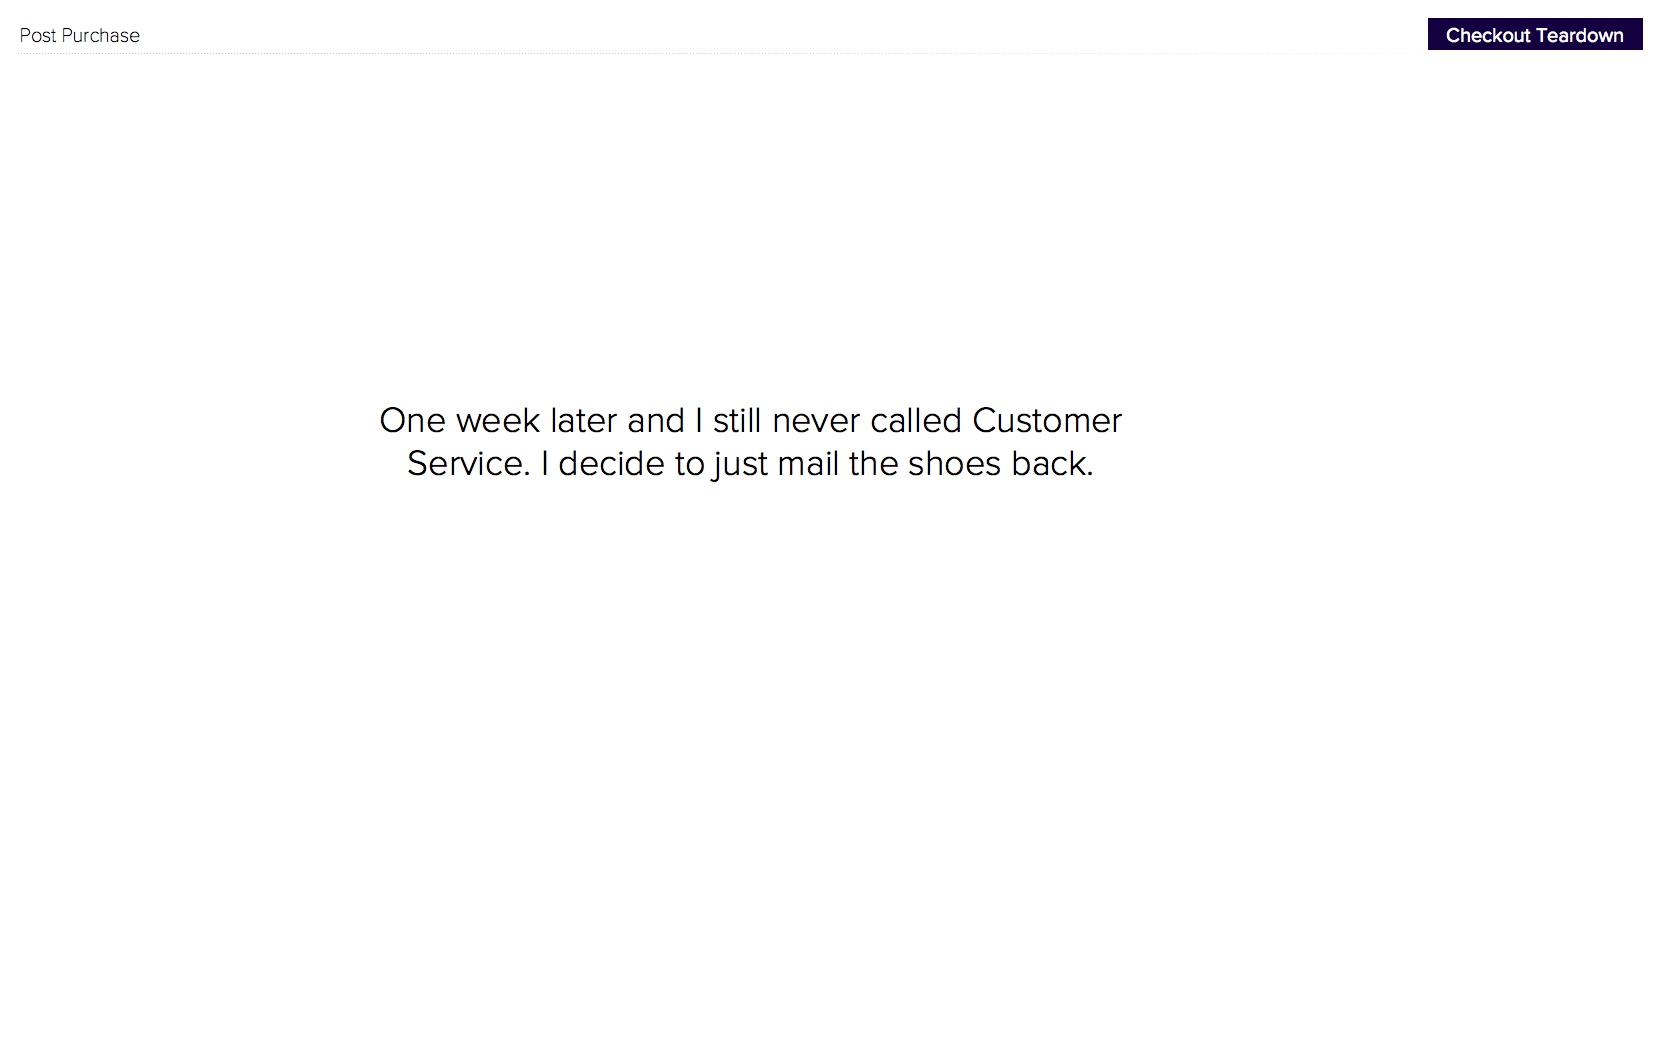 Post Purchase
Checkout Teardown
One week later and I still never called Customer
Service. I decide to just mail the shoes back.